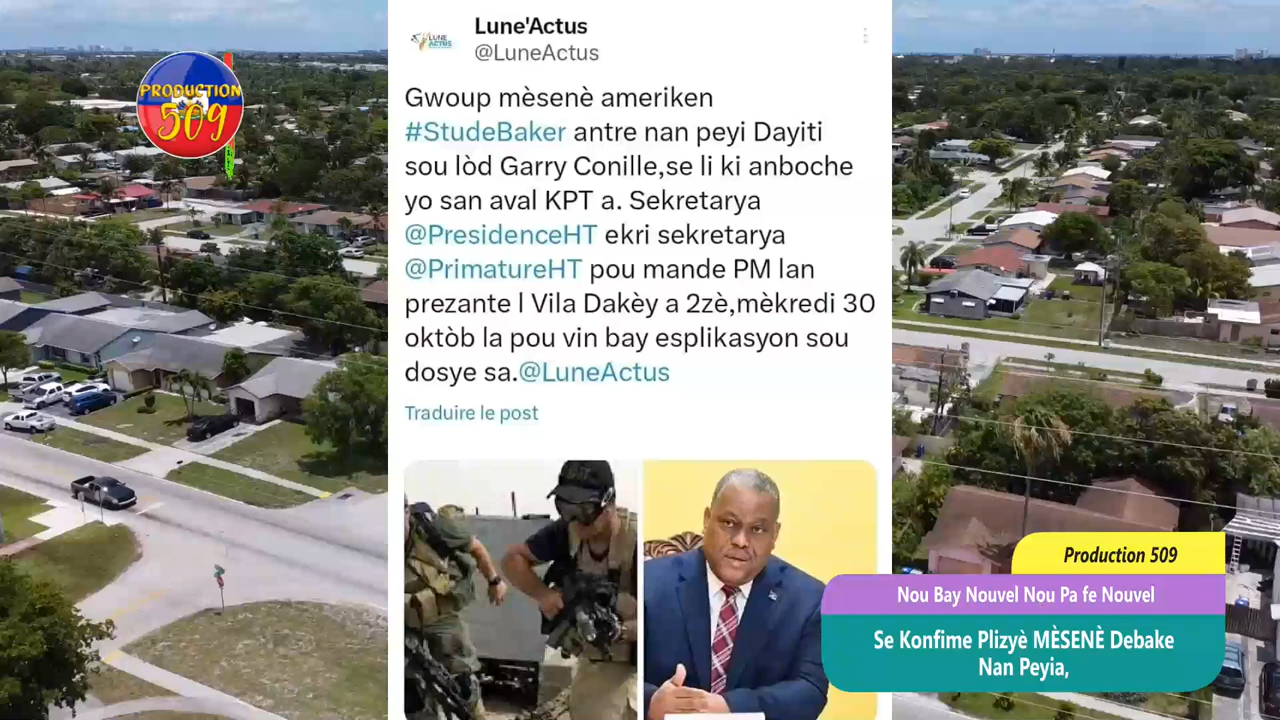 PRODUCTION
509
LUNE
ACTUS
Lune'Actus
@LuneActus
Gwoup mèsenè ameriken
#StudeBaker antre nan peyi Dayiti
sou lòd Garry Conille,se li ki anboche
yo san aval KPT a. Sekretarya
@PresidenceHT ekri sekretarya
@PrimatureHT pou mande PM lan
prezante l Vila Dakèy a 2zè,mèkredi 30
oktòb la pou vin bay esplikasyon sou
dosye sa.@LuneActus
Traduire le post
Production 509
Nou Bay Nouvel Nou Pa fe Nouvel
Se Konfime Plizyè MÈSENÈ Debake
Nan Peyia,